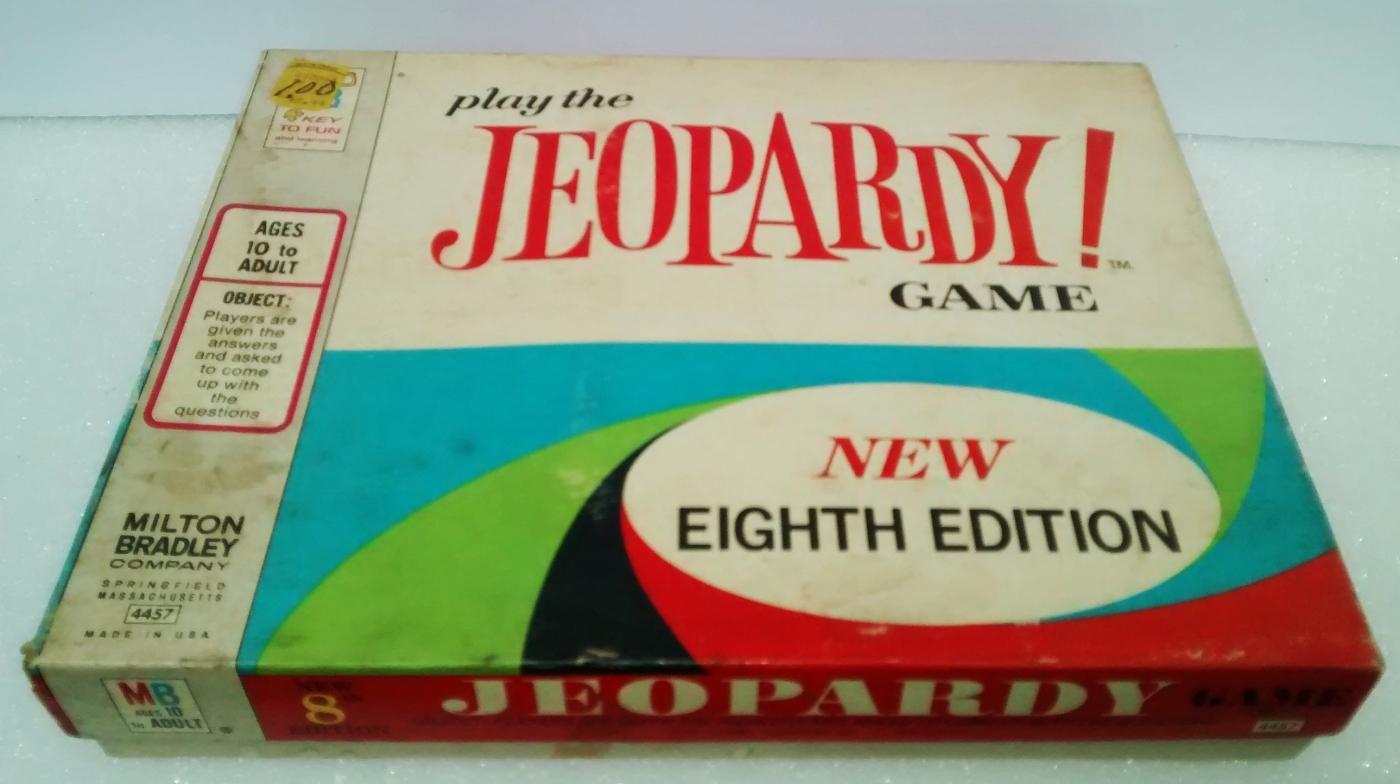 1.00
B
KEY
TO FUN
and learning
AGES
10 to
ADULT
OBJECT:
Players are
given the
answers
and asked
to come
up with
the
questions
MILTON
BRADLEY
COMPANY
SPRINGFIELD
MASSACHUSETTS
4457
MADE IN U.S.A.
play the
JEOPARDY!
TM.
GAME
NEW
EIGHTH EDITION
MB
AGES 10
to ADULT
®
NEW
8
EDITION
JEOPARDY GAME
4457